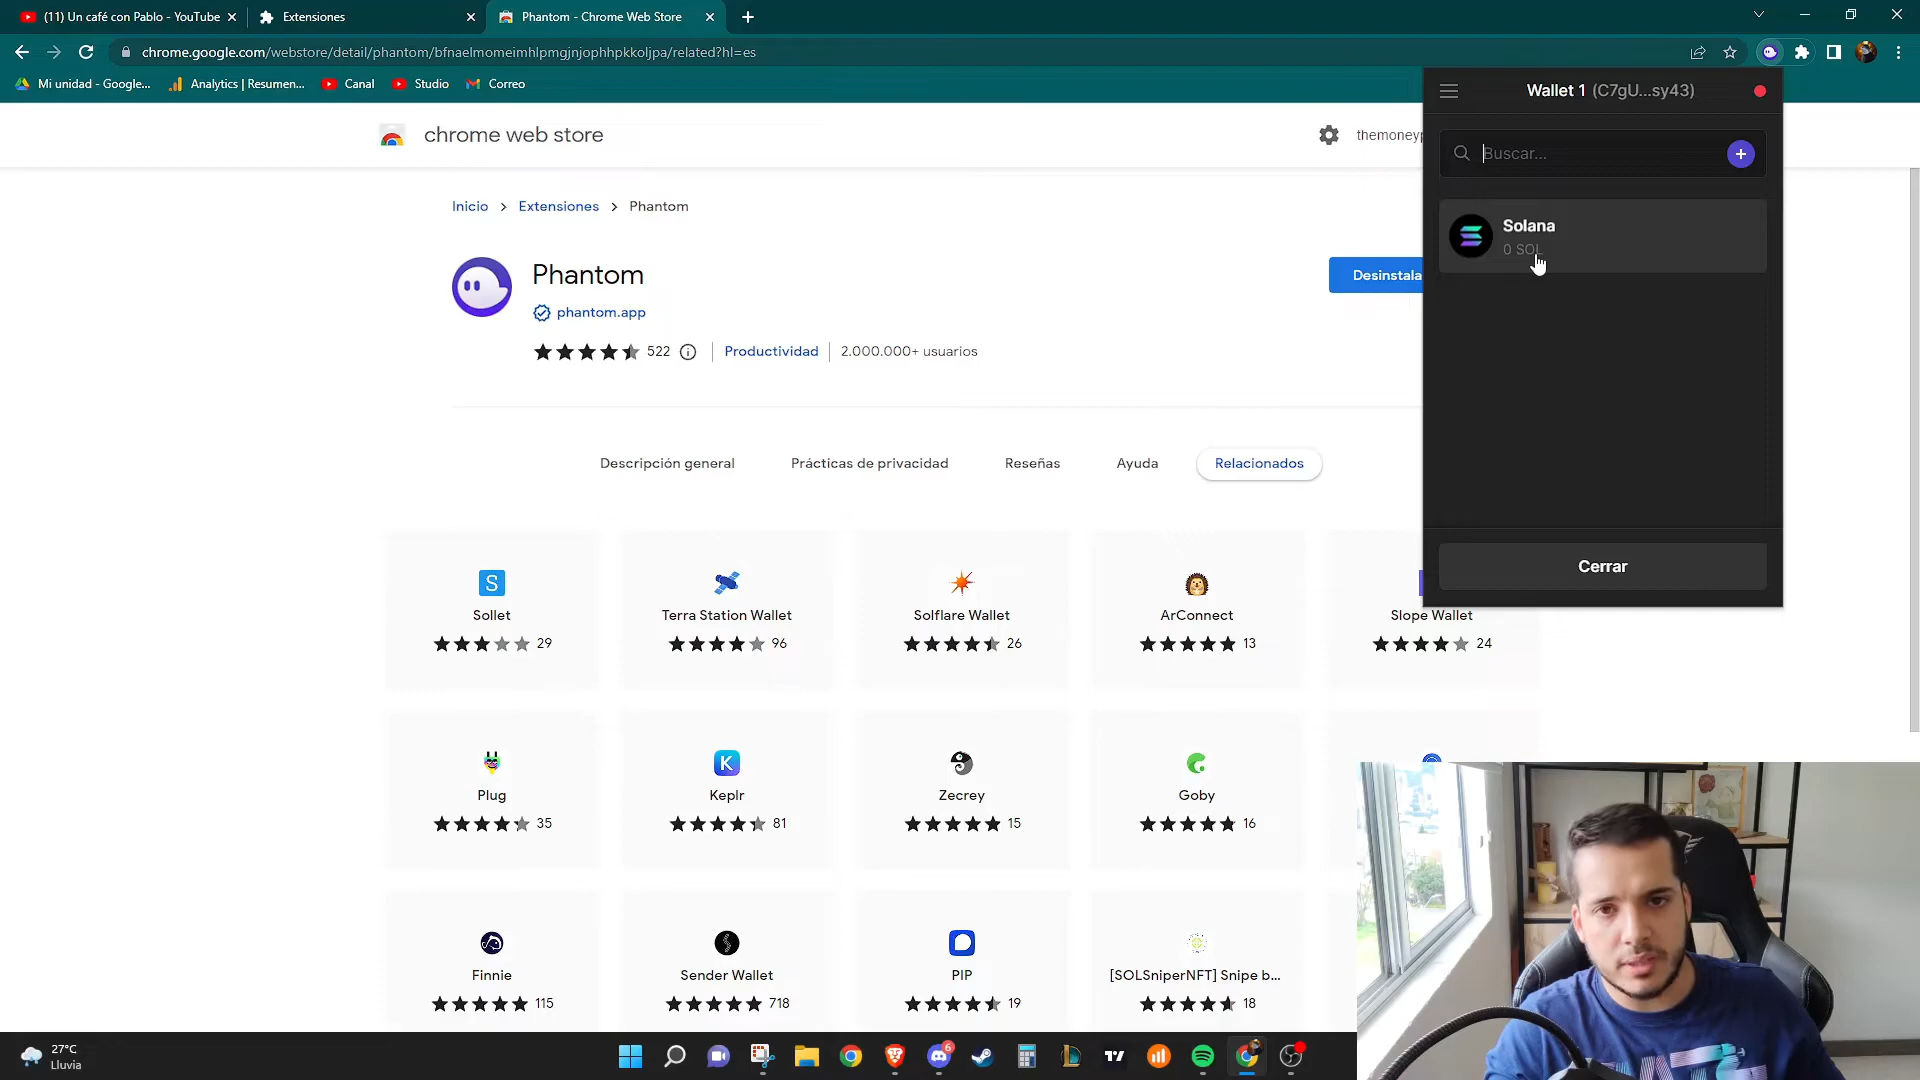 (11) Un café con Pablo - YouTube
Extensiones
Phantom - Chrome Web Store
chrome.google.com/webstore/detail/phantom/bfnaelmomeimhlpmgjnjophhpkkoljpa/related?hl=es
Mi unidad - Google...
Analytics | Resumen...
Canal
Studio
Correo
Wallet 1 (C7gU...sy43)
chrome web store
themoneyp
Buscar...
Inicio > Extensiones > Phantom
Solana
0 SOL
Phantom
Desinstala
phantom.app
522
Productividad
2.000.000+ usuarios
Descripción general
Prácticas de privacidad
Reseñas
Ayuda
Relacionados
Cerrar
Sollet
29
Terra Station Wallet
96
Solflare Wallet
26
ArConnect
13
Slope Wallet
24
Plug
35
Keplr
81
Zecrey
15
Goby
16
Finnie
115
Sender Wallet
718
PIP
19
[SOLSniperNFT] Snipe b...
18
27°C
Lluvia
6